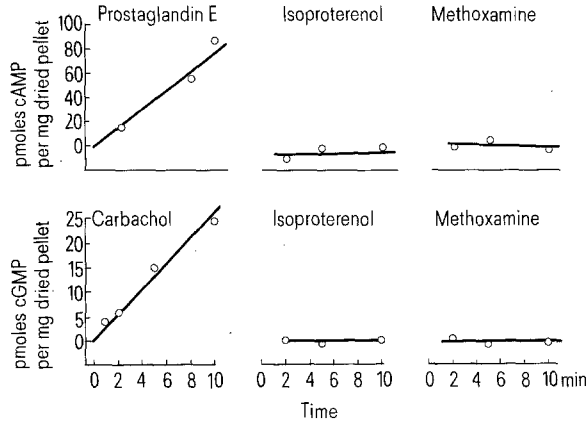 Prostaglandin E Isoproterenol Methoxamine
pmoles cAMP
per mg dried pellet
100
80
60
40
20
0
Carbachol Isoproterenol Methoxamine
pmoles cGMP
per mg dried pellet
25
20
15
10
5
0
0 2 4 6 8 10 0 2 4 6 8 10 0 2 4 6 8 10 min
Time